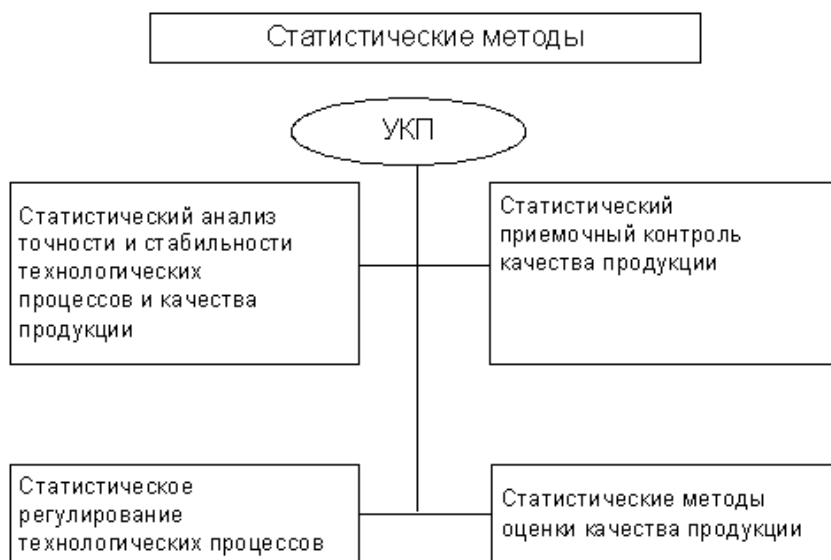 Статистические методы
УКП
Статистический анализ
точности и стабильности
технологических
процессов и качества
продукции
Статистический
приемочный контроль
качества продукции
Статистическое
регулирование
технологических процессов
Статистические методы
оценки качества продукции